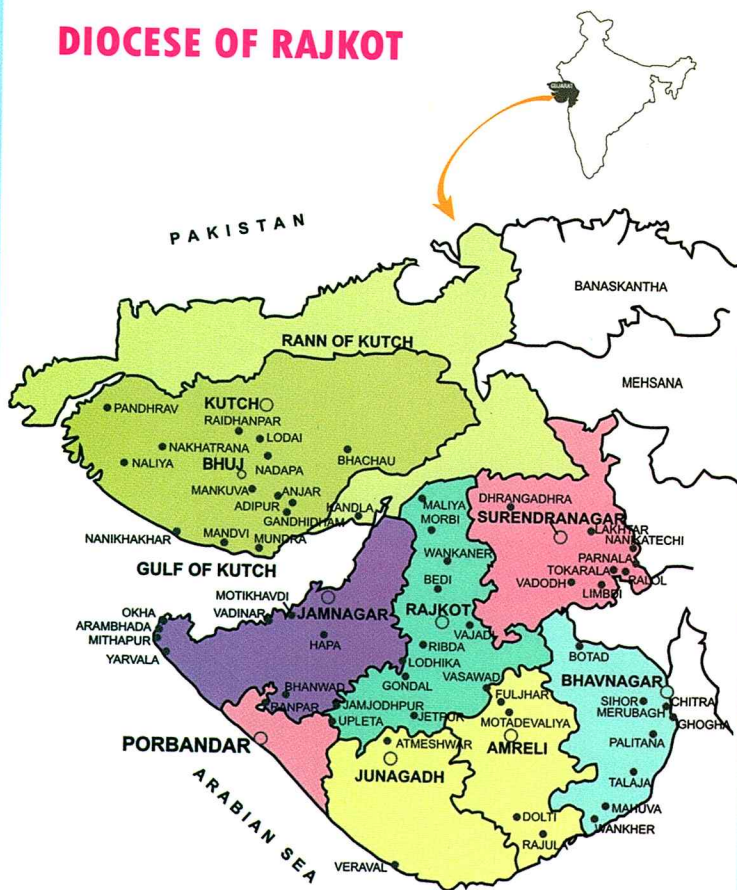 DIOCESE OF RAJKOT
GUJARAT
PAKISTAN
BANASKANTHA
RANN OF KUTCH
MEHSANA
KUTCH
PANDHRAV
RAIDHANPAR
LODAI
NAKHATRANA
BHACHAU
NALIYA
BHUJ
NADAPA
MANKUVA
ANJAR
ADIPUR
GANDHIDHAM
KANDLA
NANIKHAKHAR
MANDVI
MUNDRA
GULF OF KUTCH
MALIYA
MORBI
DHRANGADHRA
SURENDRANAGAR
LAKHTAR
NANIKATECHI
PARNALA
TOKARALA
RALOL
VADODH
LIMBDI
WANKANER
BEDI
RAJKOT
VAJADI
RIBDA
LODHIKA
GONDAL
VASAWAD
MOTIKHAVDI
VADINAR
JAMNAGAR
OKHA
ARAMBHADA
MITHAPUR
YARVALA
HAPA
BHANWAD
RANPAR
JAMJODHPUR
UPLETA
JETPUR
BOTAD
BHAVNAGAR
SIHOR
CHITRA
MERUBAGH
GHOGHA
PALITANA
TALAJA
MAHUVA
WANKHER
FULJHAR
MOTADEVALIYA
AMRELI
PORBANDAR
ATMESHWAR
JUNAGADH
DOLTI
RAJULA
VERAVAL
ARABIAN SEA